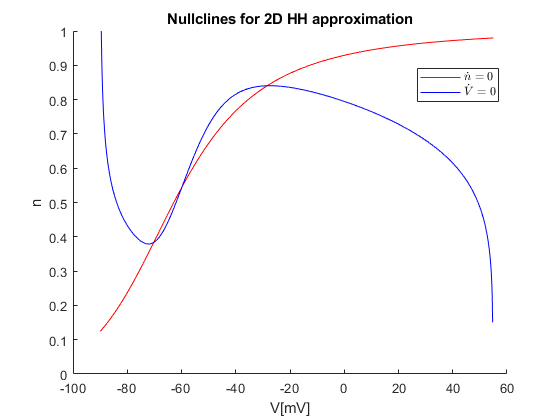 Nullclines for 2D HH approximation
1
0.9
0.8
0.7
0.6
0.5
0.4
0.3
0.2
0.1
0
n
ṅ = 0
V̇ = 0
-100 -80 -60 -40 -20 0 20 40 60
V[mV]